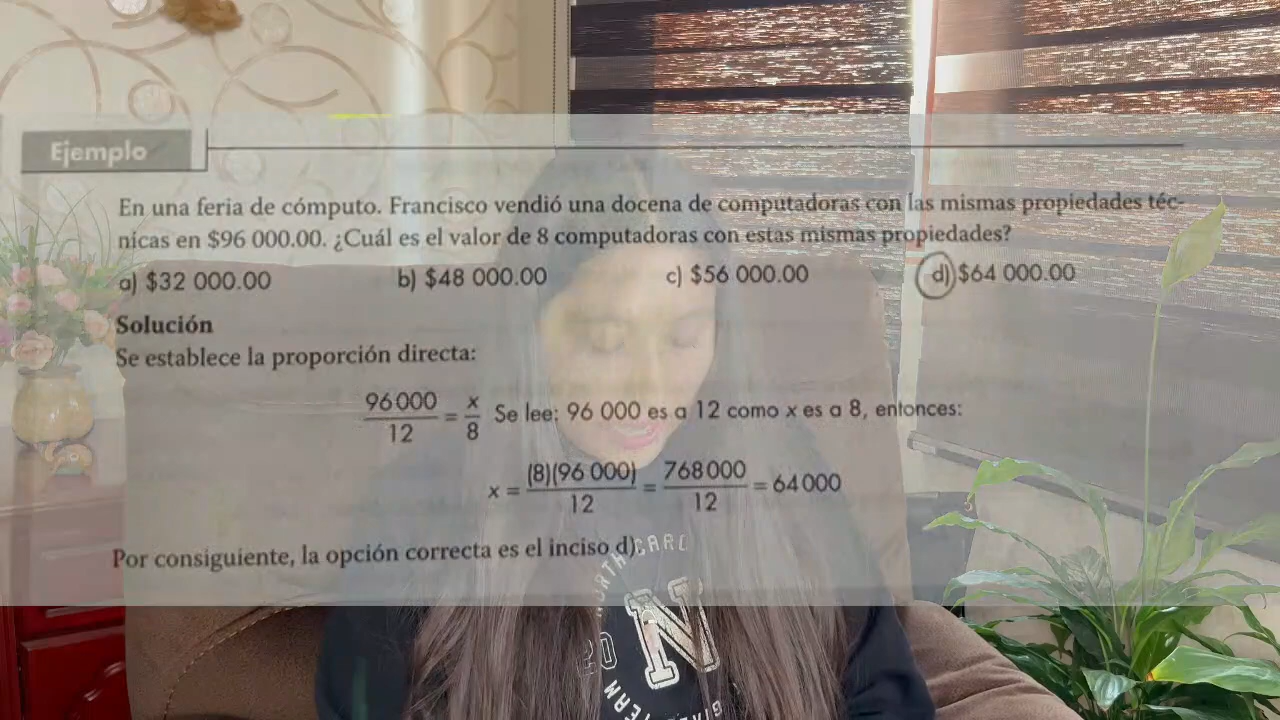 Ejemplo
En una feria de cómputo. Francisco vendió una docena de computadoras con las mismas propiedades téc-
nicas en $96 000.00. ¿Cuál es el valor de 8 computadoras con estas mismas propiedades?
a) $32 000.00 b) $48 000.00 c) $56 000.00 d) $64 000.00
Solución
Se establece la proporción directa:
96 000/12 = x/8 Se lee: 96 000 es a 12 como x es a 8, entonces:
x = (8)(96 000)/12 = 768 000/12 = 64 000
Por consiguiente, la opción correcta es el inciso d).
N